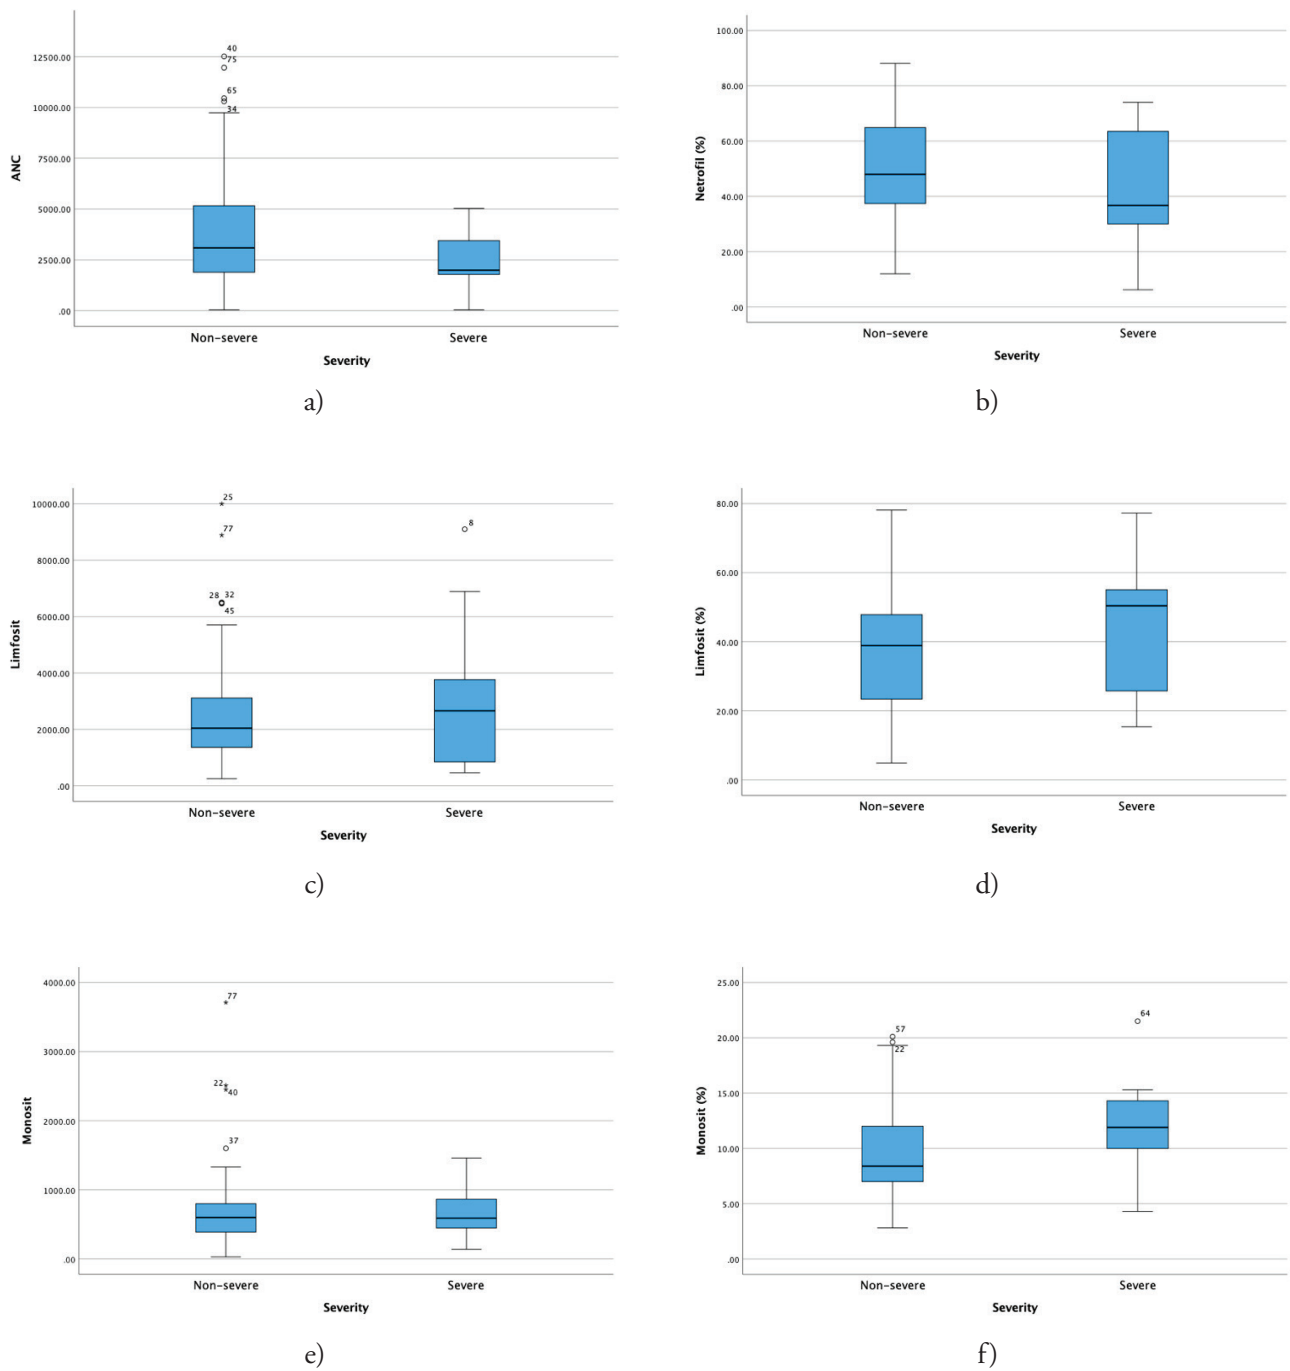 40
12500.00
75
65
10000.00
34
7500.00
ANC
5000.00
2500.00
.00
Non-severe Severe
Severity
a)
100.00
80.00
60.00
Netrofil (%)
40.00
20.00
.00
Non-severe Severe
Severity
b)
25
10000.00
8
77
8000.00
28 32
6000.00
45
Limfosit
4000.00
2000.00
.00
Non-severe Severe
Severity
c)
80.00
60.00
Limfosit (%)
40.00
20.00
.00
Non-severe Severe
Severity
d)
4000.00
77
3000.00
22
40
2000.00
Monosit
37
1000.00
.00
Non-severe Severe
Severity
e)
25.00
64
57
20.00
22
15.00
Monosit (%)
10.00
5.00
.00
Non-severe Severe
Severity
f)